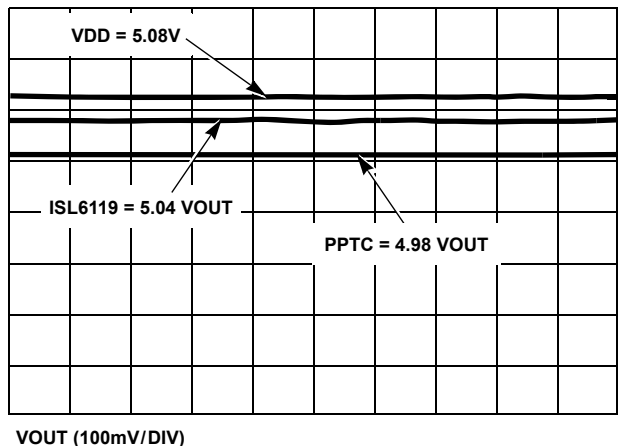 VDD = 5.08V
ISL6119 = 5.04 VOUT
PPTC = 4.98 VOUT
VOUT (100mV/DIV)